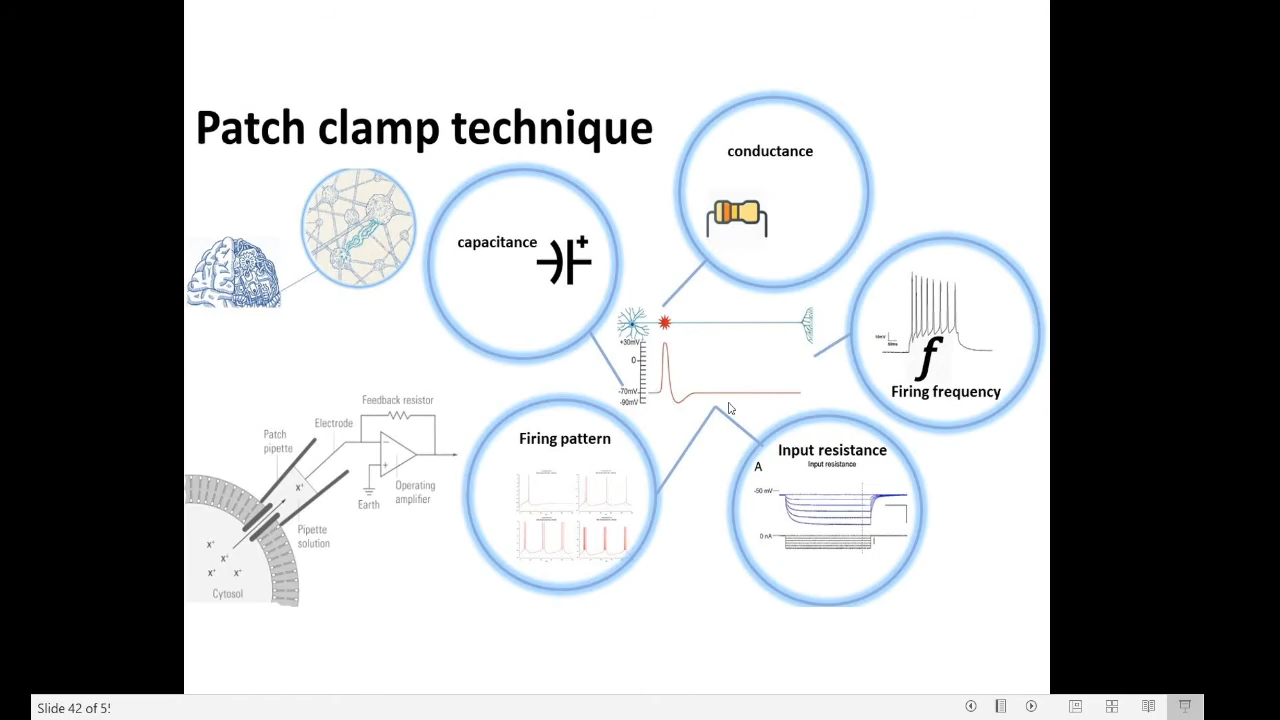 Patch clamp technique
conductance
capacitance
+
f
Firing frequency
+30mV
0
-70mV
-90mV
Feedback resistor
Electrode
Patch
pipette
X⁺
−
+
Operating
amplifier
Earth
Pipette
solution
X⁺
X⁺
X⁺
X⁺
Cytosol
Firing pattern
Input resistance
Input resistance
A
-50 mV
0 nA
Slide 42 of 5!